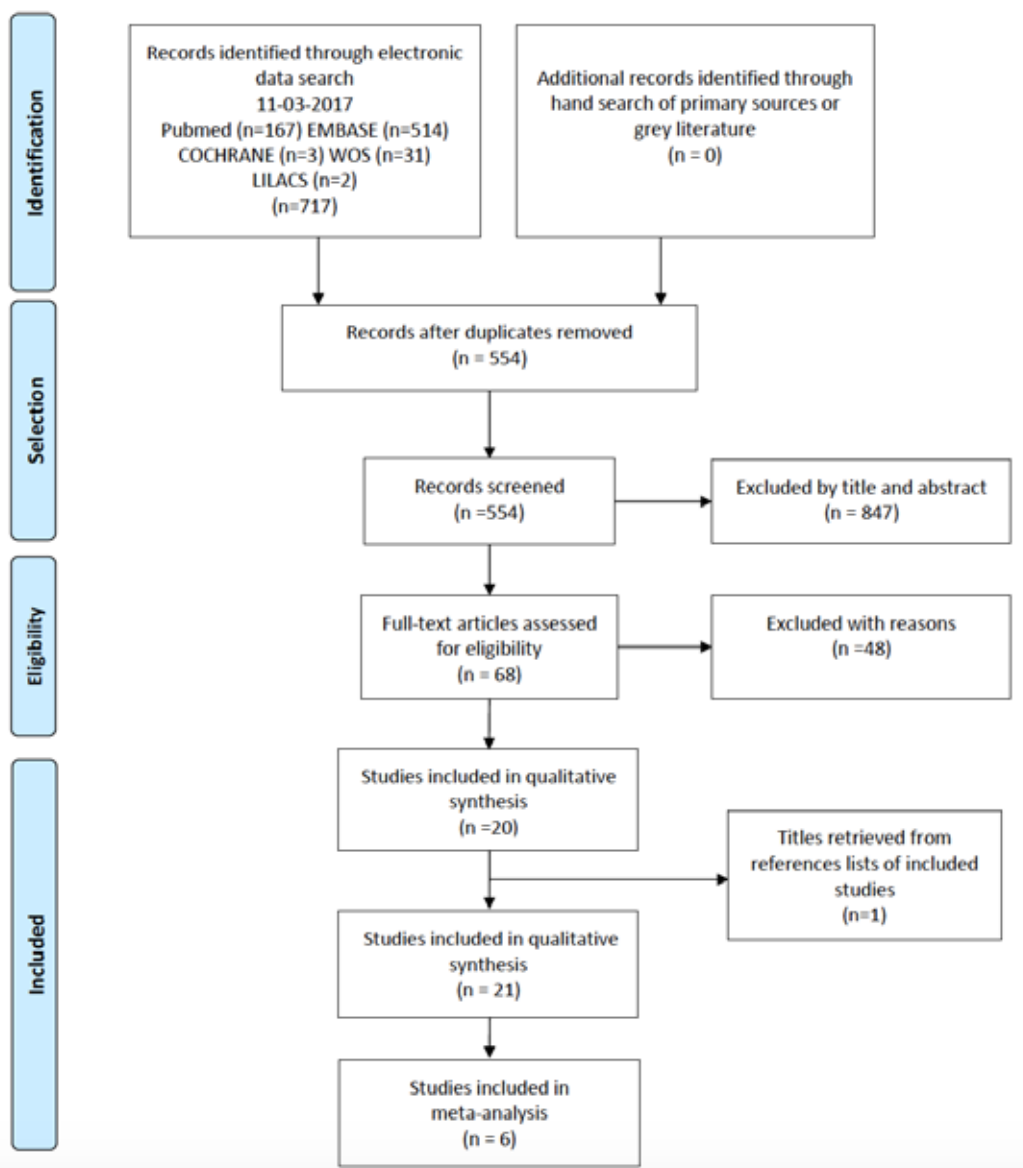 Identification
Records identified through electronic
data search
11-03-2017
Pubmed (n=167) EMBASE (n=514)
COCHRANE (n=3) WOS (n=31)
LILACS (n=2)
(n=717)
Additional records identified through
hand search of primary sources or
grey literature
(n = 0)
Selection
Records after duplicates removed
(n = 554)
Records screened
(n =554)
Excluded by title and abstract
(n = 847)
Eligibility
Full-text articles assessed
for eligibility
(n = 68)
Excluded with reasons
(n =48)
Included
Studies included in qualitative
synthesis
(n =20)
Titles retrieved from
references lists of included
studies
(n=1)
Studies included in qualitative
synthesis
(n = 21)
Studies included in
meta-analysis
(n = 6)